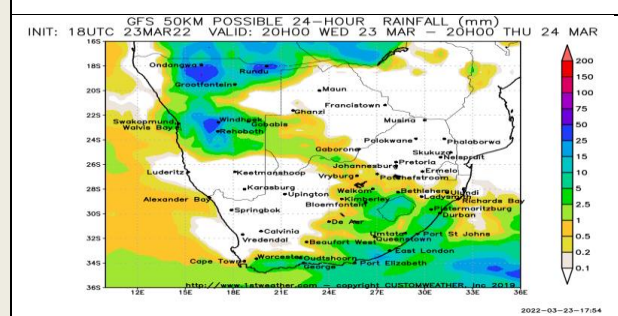 GFS 50KM POSSIBLE 24-HOUR RAINFALL (mm)
INIT: 18UTC 23MAR22 VALID: 20H00 WED 23 MAR – 20H00 THU 24 MAR
16S
18S
20S
22S
24S
26S
28S
30S
32S
34S
36S
12E 15E 18E 21E 24E 27E 30E 33E 36E
Ondangwa
Rundu
Grootfontein
Maun
Francistown
Ghanzi
Swakopmund
Walvis Bay
Windhoek
Gobabis
Rehoboth
Musina
Polokwane
Phalaborwa
Gaborone
Skukuza
Nelspruit
Johannesburg
Pretoria
Ermelo
Luderitz
Keetmanshoop
Vryburg
Potchefstroom
Karasburg
Upington
Welkom
Bethlehem
Ulundi
Kimberley
Ladysmith
Richards Bay
Alexander Bay
Springbok
Bloemfontein
Pietermaritzburg
Durban
De Aar
Calvinia
Vredendal
Umtata
Port St Johns
Queenstown
Beaufort West
East London
Cape Town
Worcester
Oudtshoorn
George
Port Elizabeth
200
150
100
75
50
25
15
10
5
2.5
1
0.5
0.2
0.1
http://www.1stweather.com – copyright CUSTOMWEATHER, inc 2019
2022-03-23-17:54